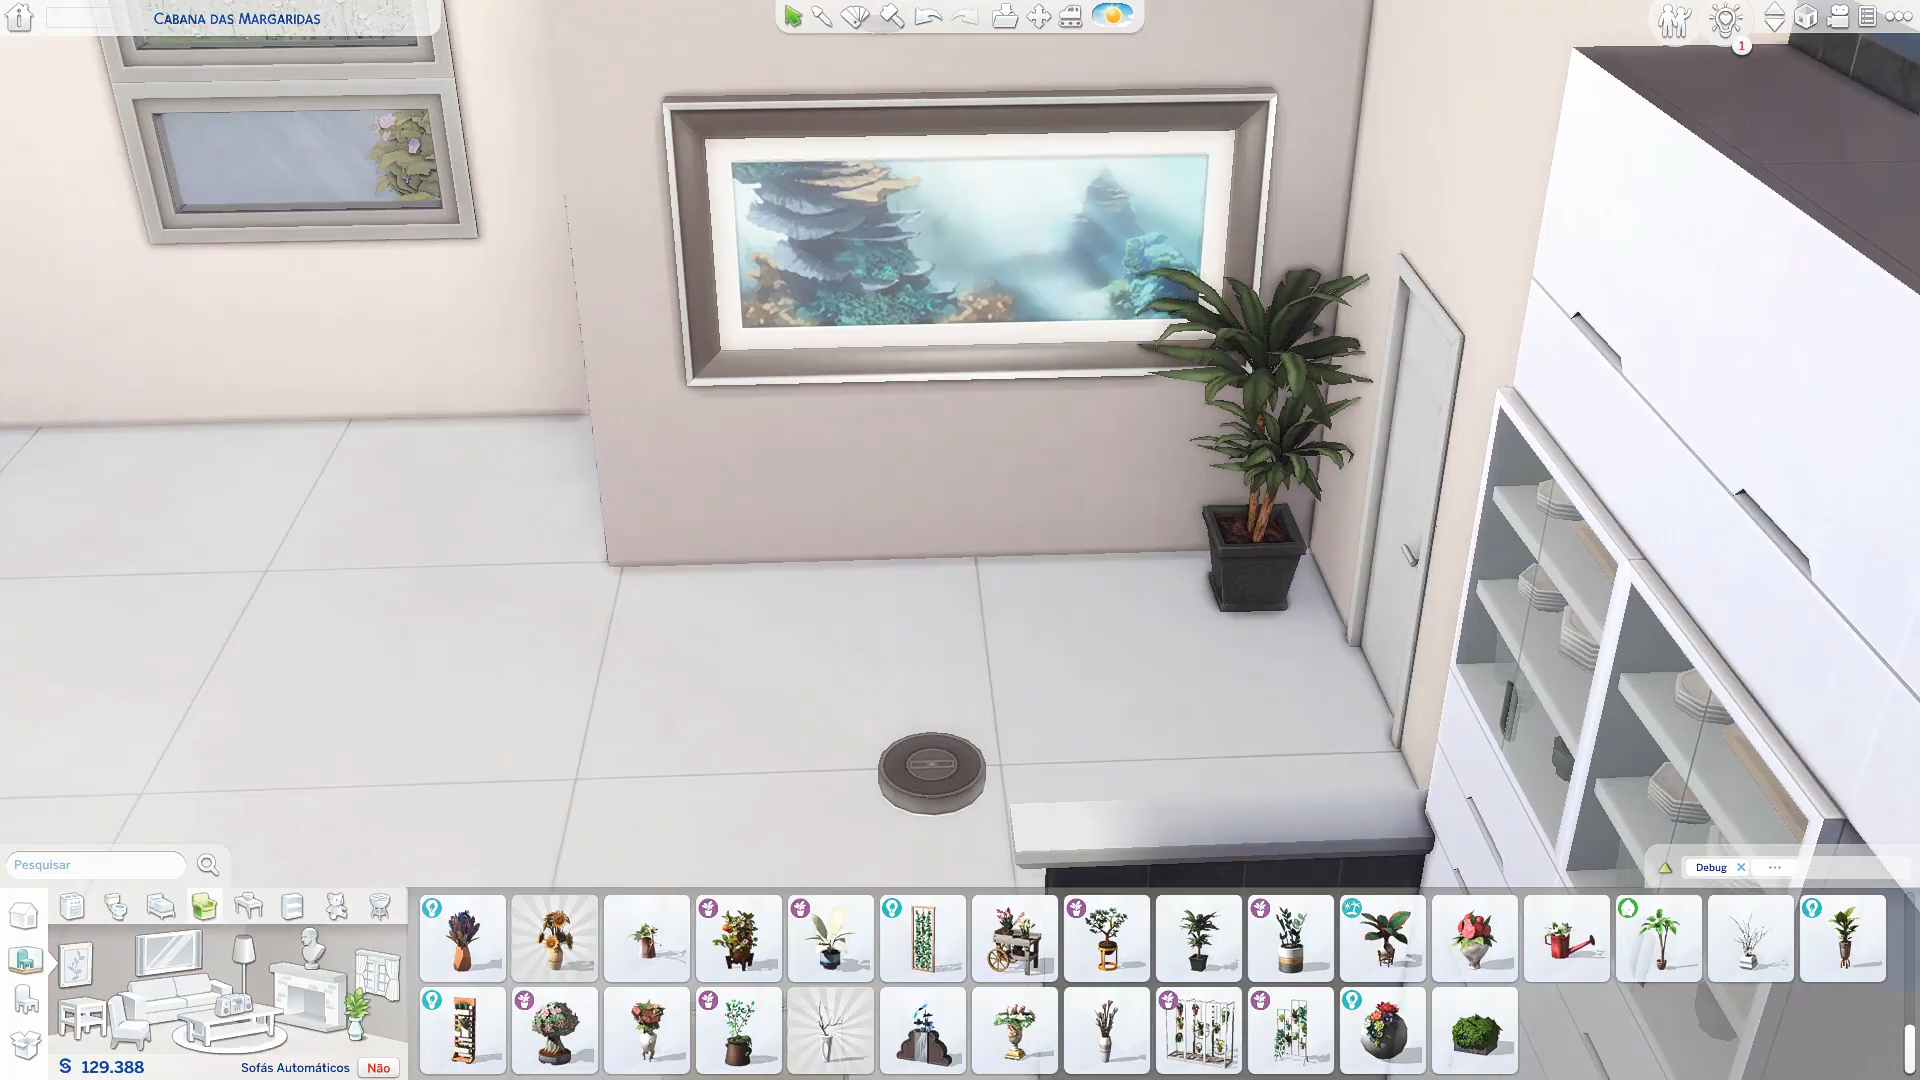 Cabana das Margaridas
1
Pesquisar
Debug
129.388
Sofás Automáticos
Não